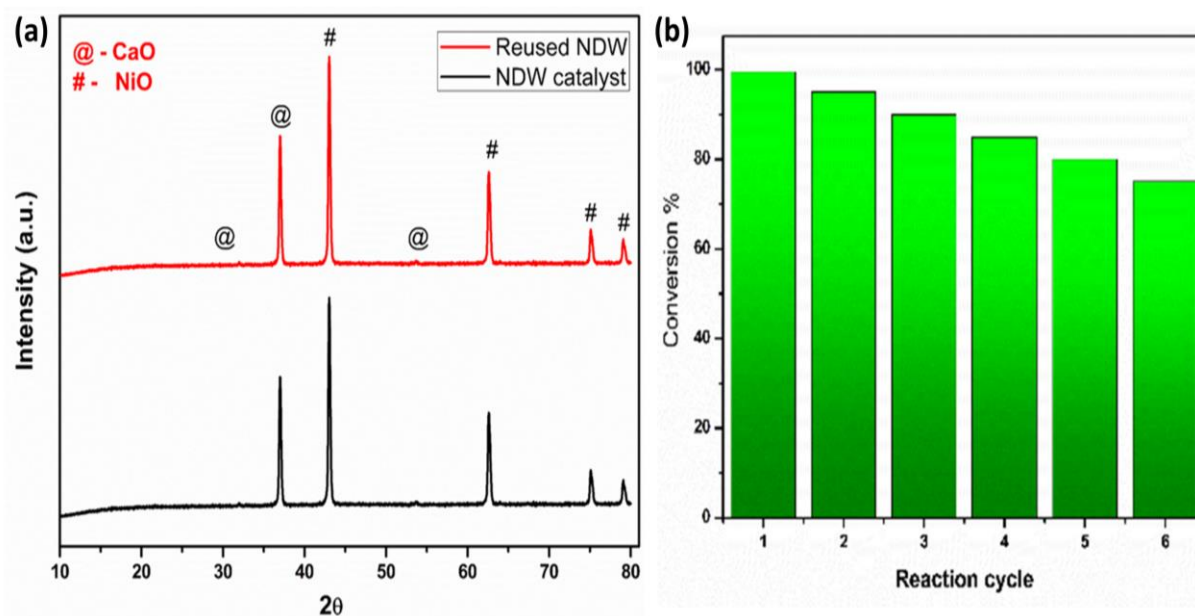 (a)
@ - CaO
# - NiO
Reused NDW
NDW catalyst
#
@
#
@
@
#
#
Intensity (a.u.)
10 20 30 40 50 60 70 80
2θ
(b)
100
80
60
40
20
0
Conversion %
1 2 3 4 5 6
Reaction cycle